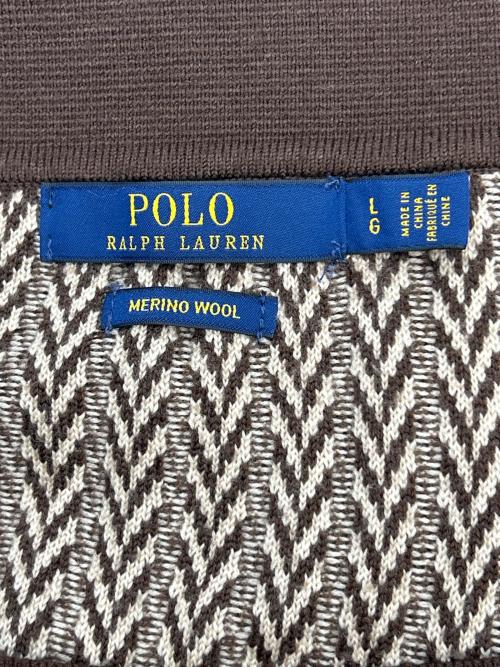 POLO
RALPH LAUREN
L
G
MADE IN
CHINA
FABRIQUÉ EN
CHINE
MERINO WOOL